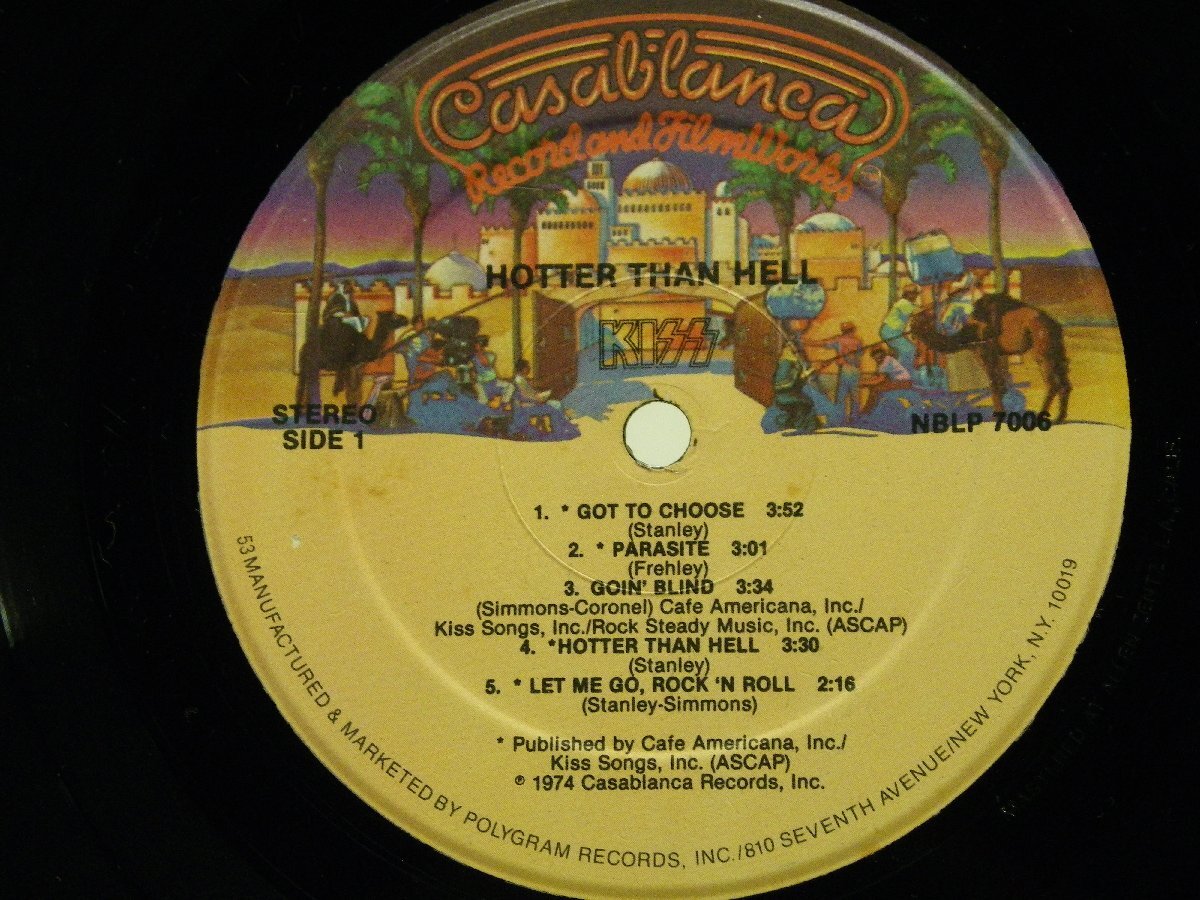 Casablanca
Record and FilmWorks
HOTTER THAN HELL
KISS
STEREO
SIDE 1
NBLP 7006
1. * GOT TO CHOOSE 3:52
(Stanley)
2. * PARASITE 3:01
(Frehley)
3. GOIN' BLIND 3:34
(Simmons-Coronel) Cafe Americana, Inc./
Kiss Songs, Inc./Rock Steady Music, Inc. (ASCAP)
4. *HOTTER THAN HELL 3:30
(Stanley)
5. * LET ME GO, ROCK 'N ROLL 2:16
(Stanley-Simmons)
* Published by Cafe Americana, Inc./
Kiss Songs, Inc. (ASCAP)
℗ 1974 Casablanca Records, Inc.
53 MANUFACTURED & MARKETED BY POLYGRAM RECORDS, INC./810 SEVENTH AVENUE/NEW YORK, N.Y. 10019